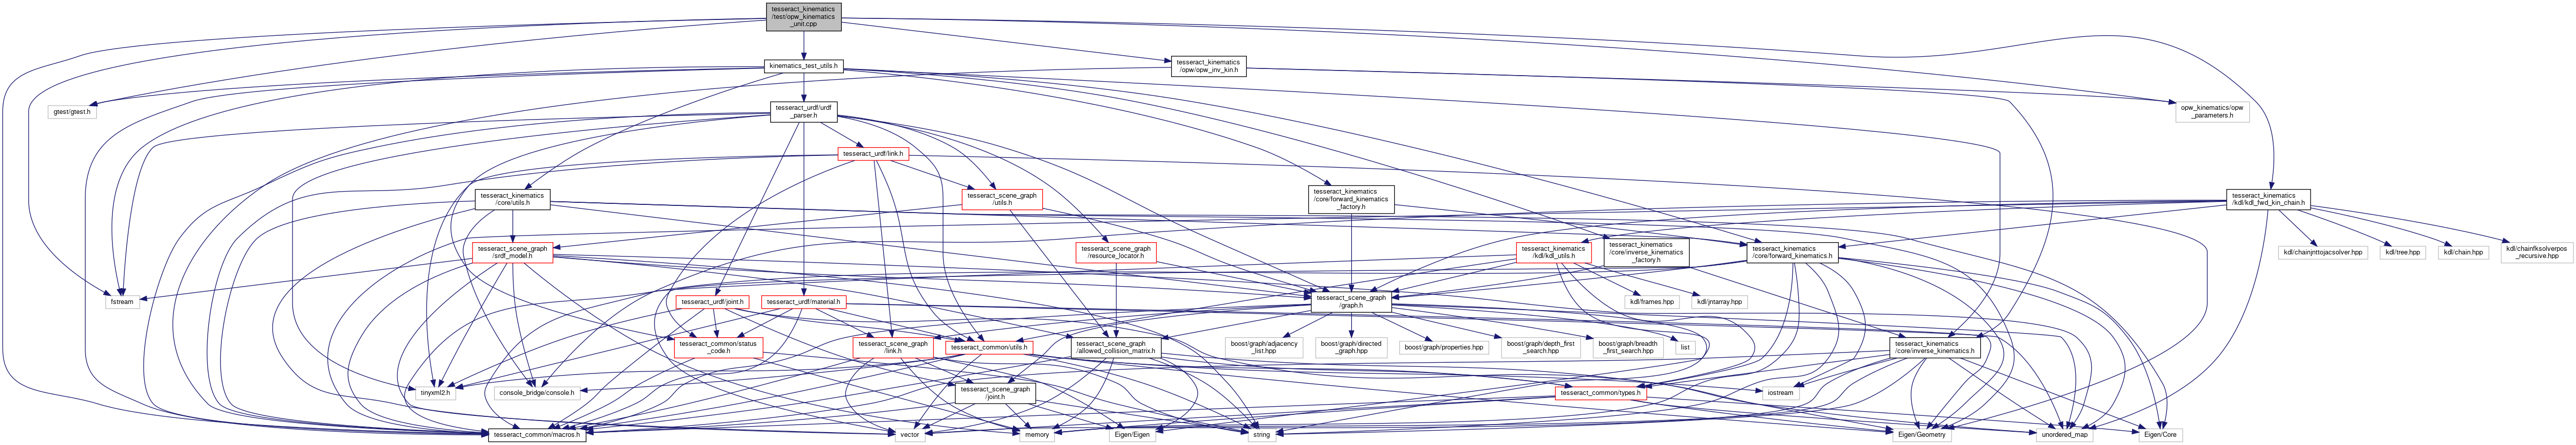 tesseract_kinematics
/test/opw_kinematics
_unit.cpp
kinematics_test_utils.h
tesseract_kinematics
/opw/opw_inv_kin.h
gtest/gtest.h
tesseract_urdf/urdf
_parser.h
opw_kinematics/opw
_parameters.h
tesseract_urdf/link.h
tesseract_kinematics
/core/utils.h
tesseract_scene_graph
/utils.h
tesseract_kinematics
/core/forward_kinematics
_factory.h
tesseract_kinematics
/kdl/kdl_fwd_kin_chain.h
tesseract_scene_graph
/srdf_model.h
tesseract_scene_graph
/resource_locator.h
tesseract_kinematics
/kdl/kdl_utils.h
tesseract_kinematics
/core/inverse_kinematics
_factory.h
tesseract_kinematics
/core/forward_kinematics.h
kdl/chainjnttojacsolver.hpp
kdl/tree.hpp
kdl/chain.hpp
kdl/chainfksolverpos
_recursive.hpp
fstream
tesseract_urdf/joint.h
tesseract_urdf/material.h
tesseract_scene_graph
/graph.h
kdl/frames.hpp
kdl/jntarray.hpp
tesseract_common/status
_code.h
tesseract_scene_graph
/link.h
tesseract_common/utils.h
tesseract_scene_graph
/allowed_collision_matrix.h
boost/graph/adjacency
_list.hpp
boost/graph/directed
_graph.hpp
boost/graph/properties.hpp
boost/graph/depth_first
_search.hpp
boost/graph/breadth
_first_search.hpp
list
tesseract_kinematics
/core/inverse_kinematics.h
tinyxml2.h
console_bridge/console.h
tesseract_scene_graph
/joint.h
tesseract_common/types.h
iostream
tesseract_common/macros.h
vector
memory
Eigen/Eigen
string
Eigen/Geometry
unordered_map
Eigen/Core